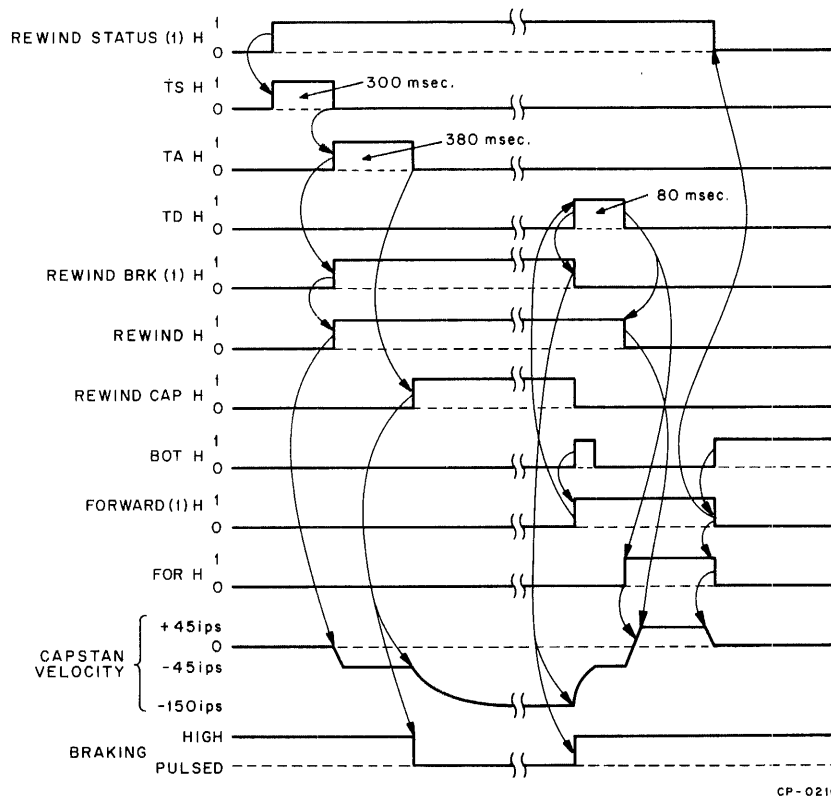 REWIND STATUS (1) H 1
0
TS H 1
0
300 msec.
TA H 1
0
380 msec.
TD H 1
0
80 msec.
REWIND BRK (1) H 1
0
REWIND H 1
0
REWIND CAP H 1
0
BOT H 1
0
FORWARD (1) H 1
0
FOR H 1
0
CAPSTAN VELOCITY
+45ips
0
-45ips
-150ips
BRAKING
HIGH
PULSED